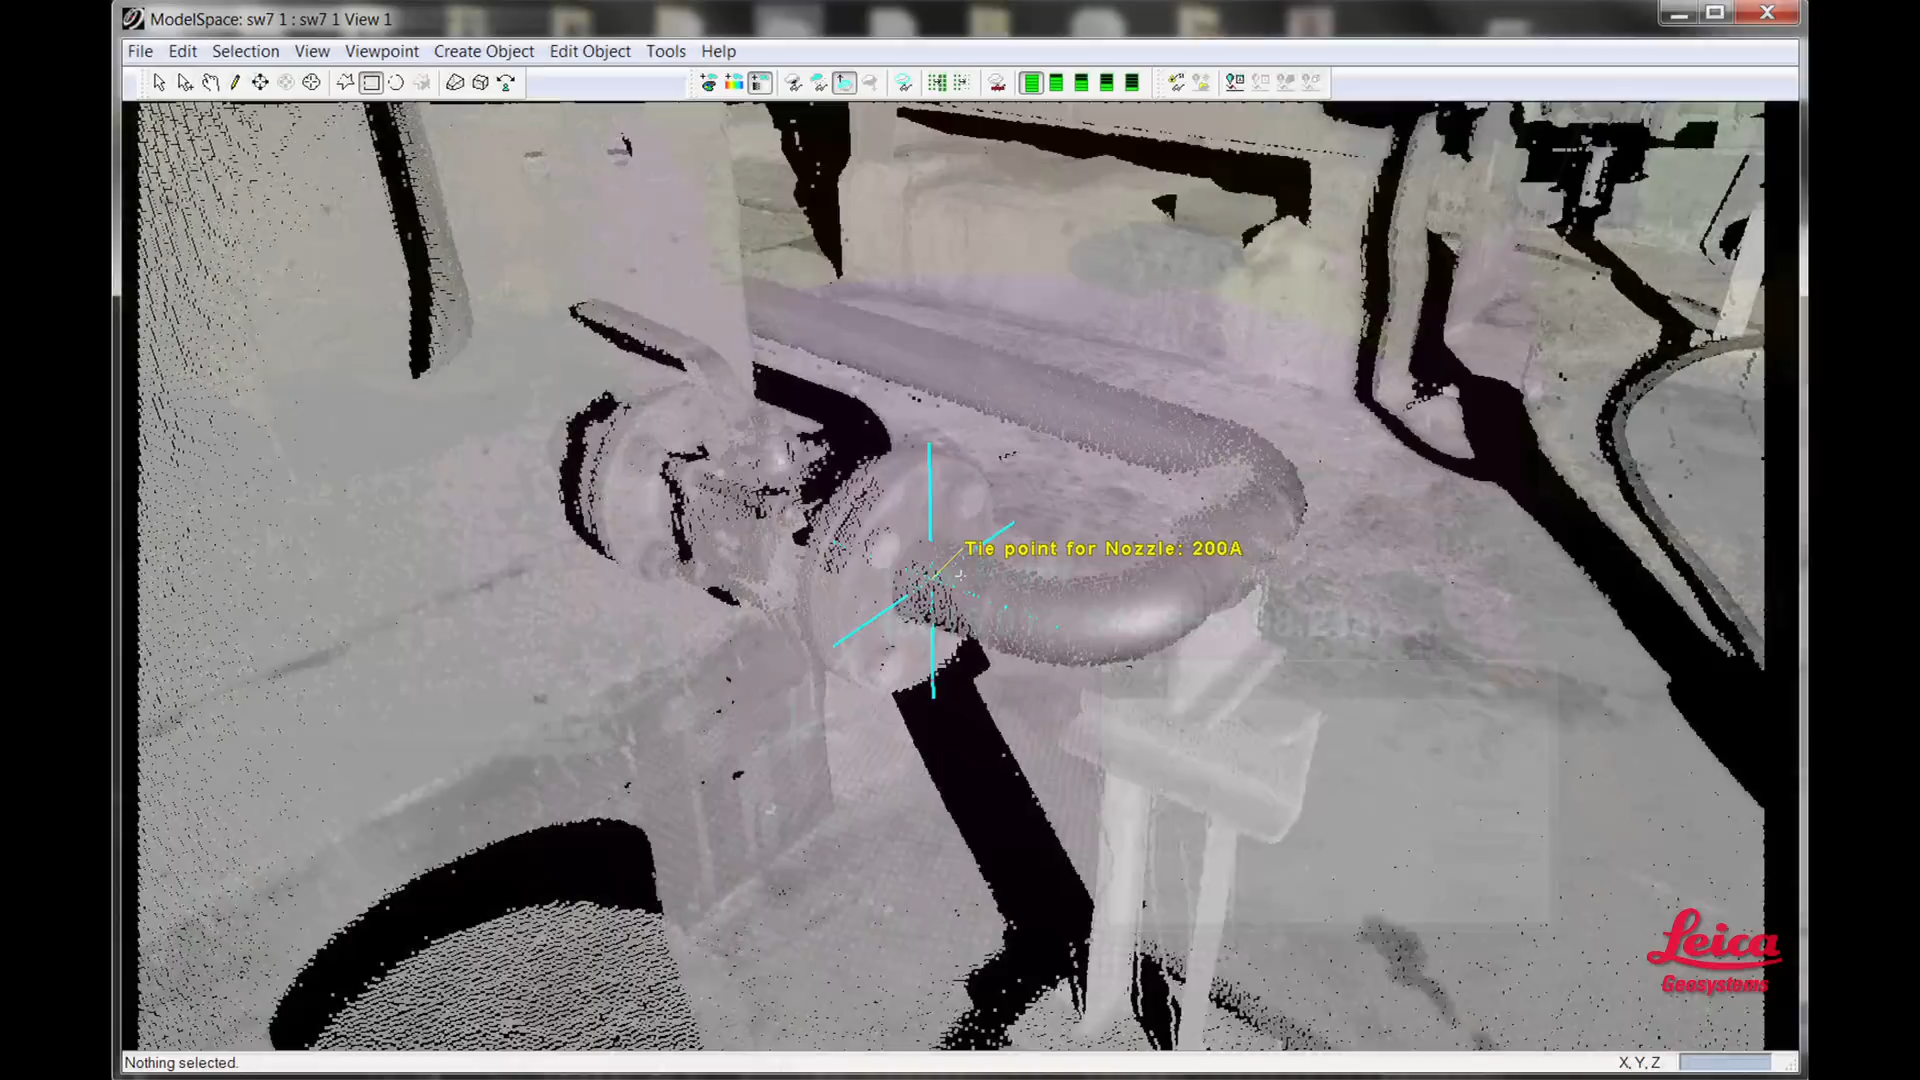 ModelSpace: sw7 1 : sw7 1 View 1
File Edit Selection View Viewpoint Create Object Edit Object Tools Help
Tie point for Nozzle: 200A
Leica
Geosystems
Nothing selected.
X, Y, Z